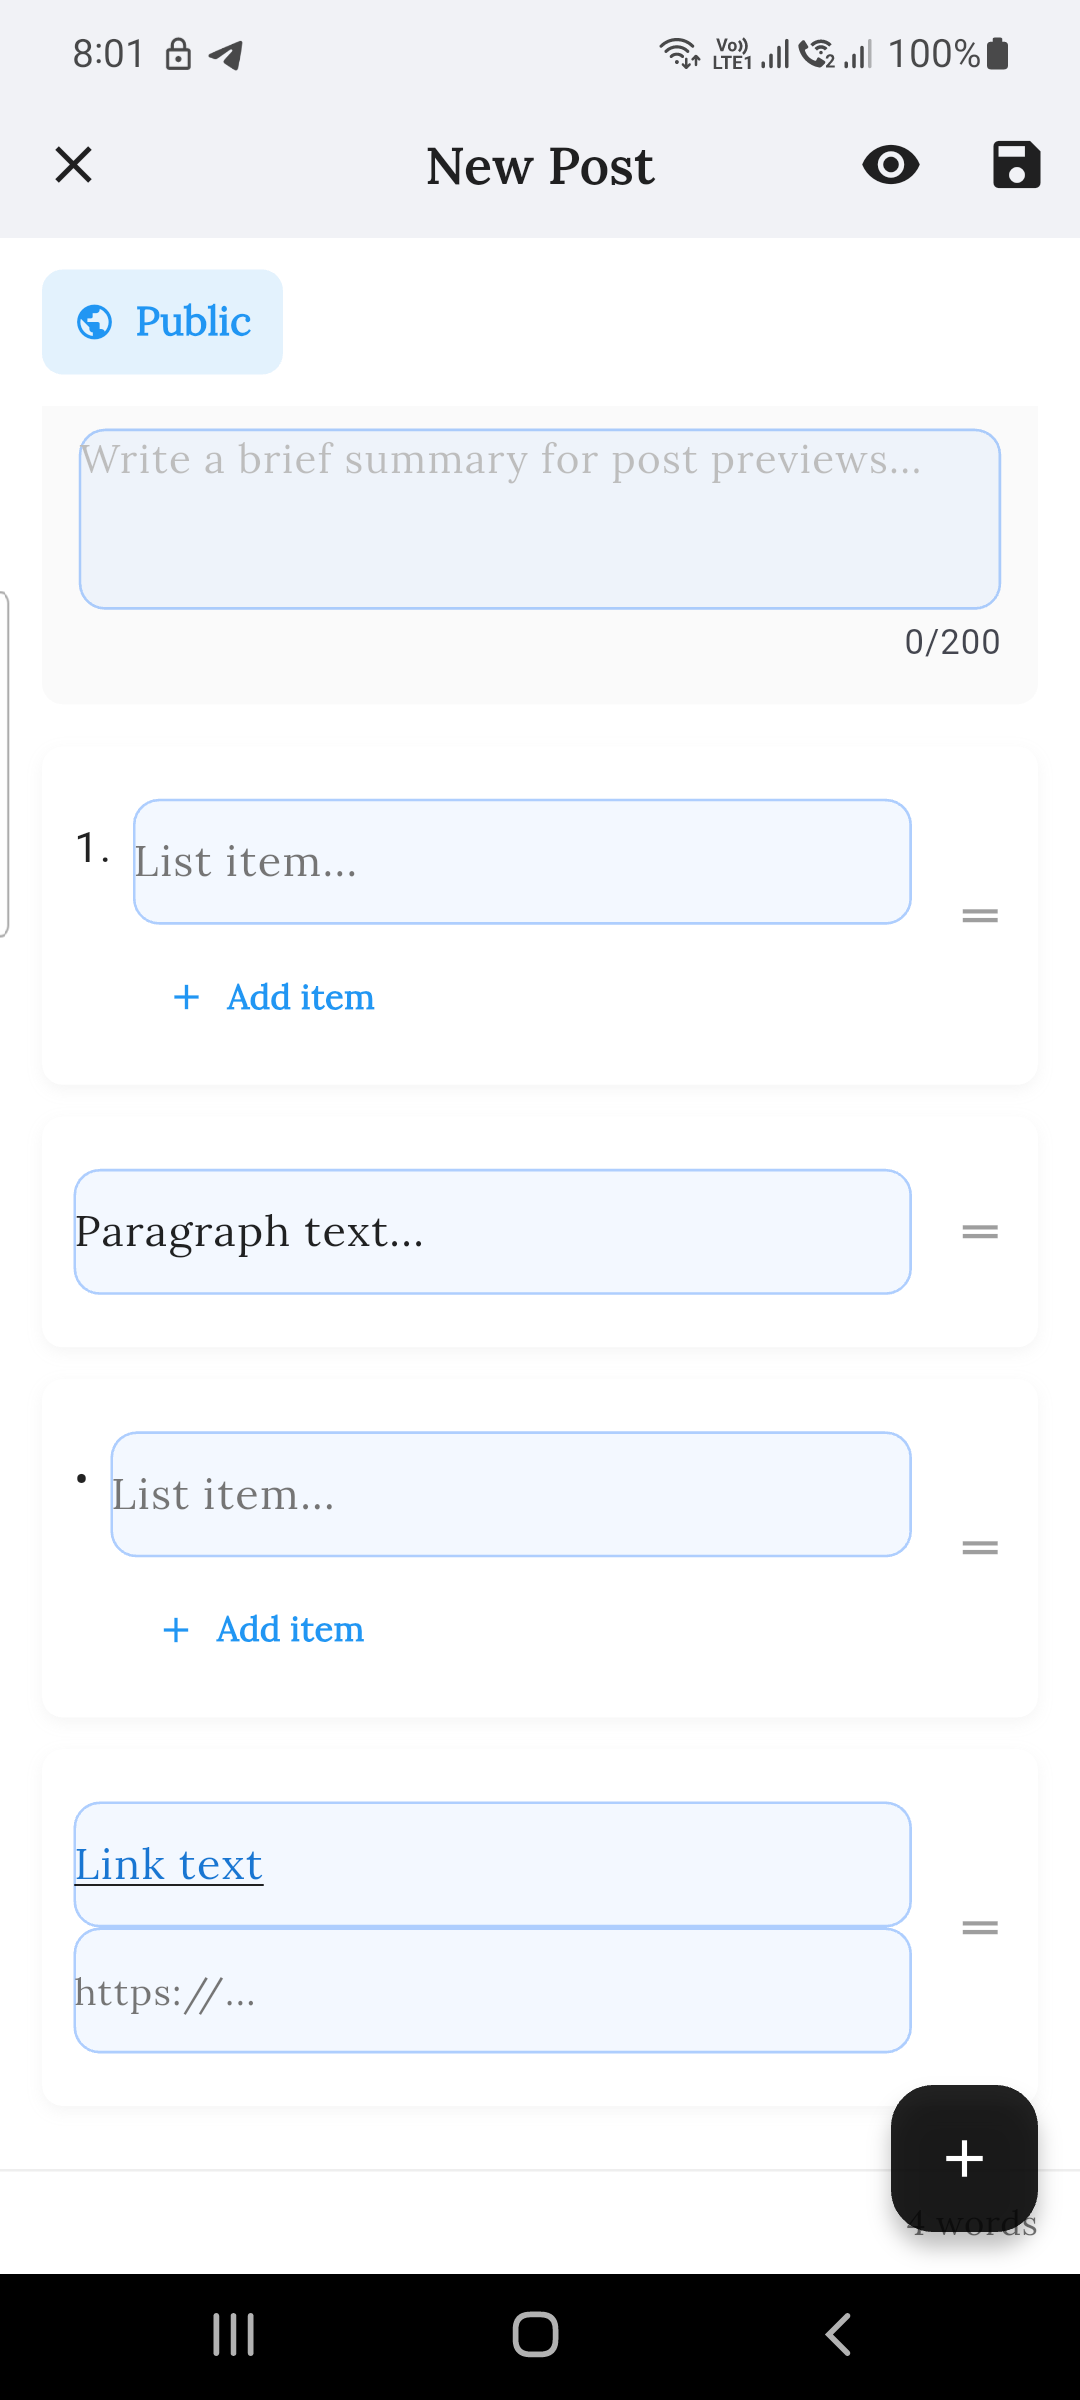 8:01
Vo)) LTE1 2 100%
New Post
Public
Write a brief summary for post previews...
0/200
1. List item...
+ Add item
Paragraph text...
• List item...
+ Add item
Link text
https://...
4 words